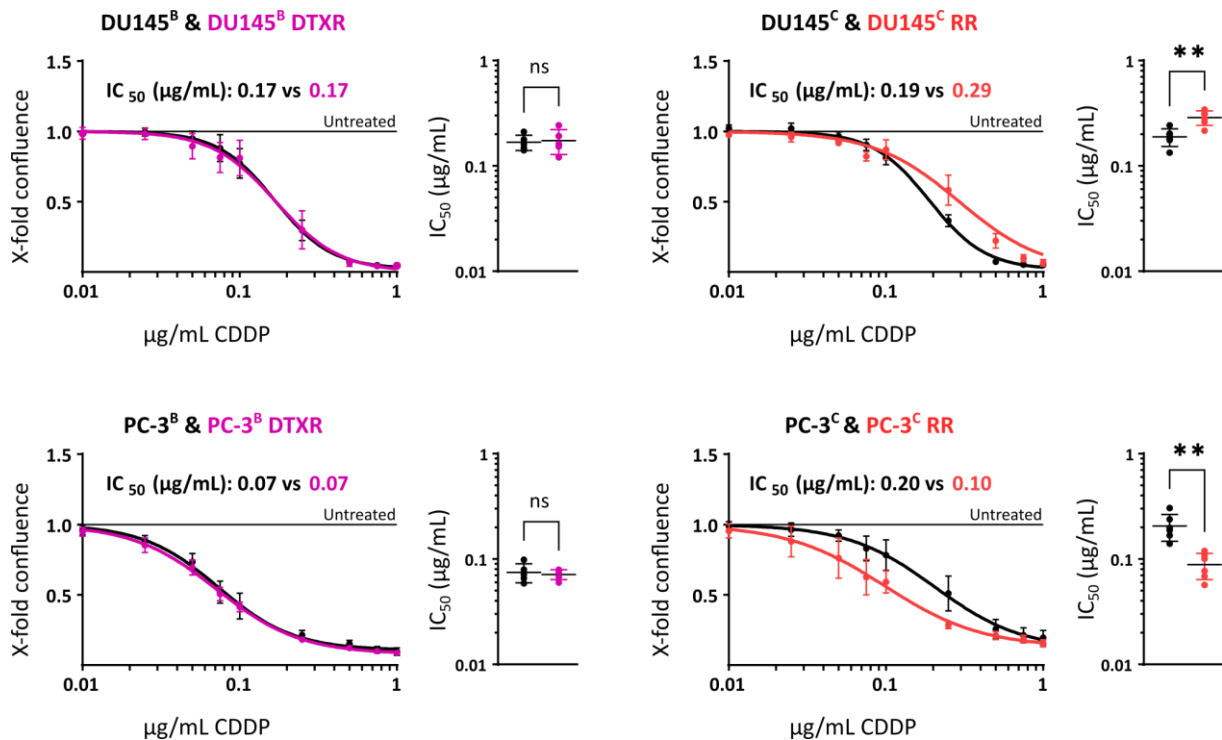 DU145ᴮ & DU145ᴮ DTXR
X-fold confluence
1.5
1.0
0.5
IC 50 (µg/mL): 0.17 vs 0.17
Untreated
0.01
0.1
1
µg/mL CDDP
IC50 (µg/mL)
1
0.1
0.01
ns
DU145ᶜ & DU145ᶜ RR
X-fold confluence
1.5
1.0
0.5
IC 50 (µg/mL): 0.19 vs 0.29
Untreated
0.01
0.1
1
µg/mL CDDP
IC50 (µg/mL)
1
0.1
0.01
**
PC-3ᴮ & PC-3ᴮ DTXR
X-fold confluence
1.5
1.0
0.5
IC 50 (µg/mL): 0.07 vs 0.07
Untreated
0.01
0.1
1
µg/mL CDDP
IC50 (µg/mL)
1
0.1
0.01
ns
PC-3ᶜ & PC-3ᶜ RR
X-fold confluence
1.5
1.0
0.5
IC 50 (µg/mL): 0.20 vs 0.10
Untreated
0.01
0.1
1
µg/mL CDDP
IC50 (µg/mL)
1
0.1
0.01
**